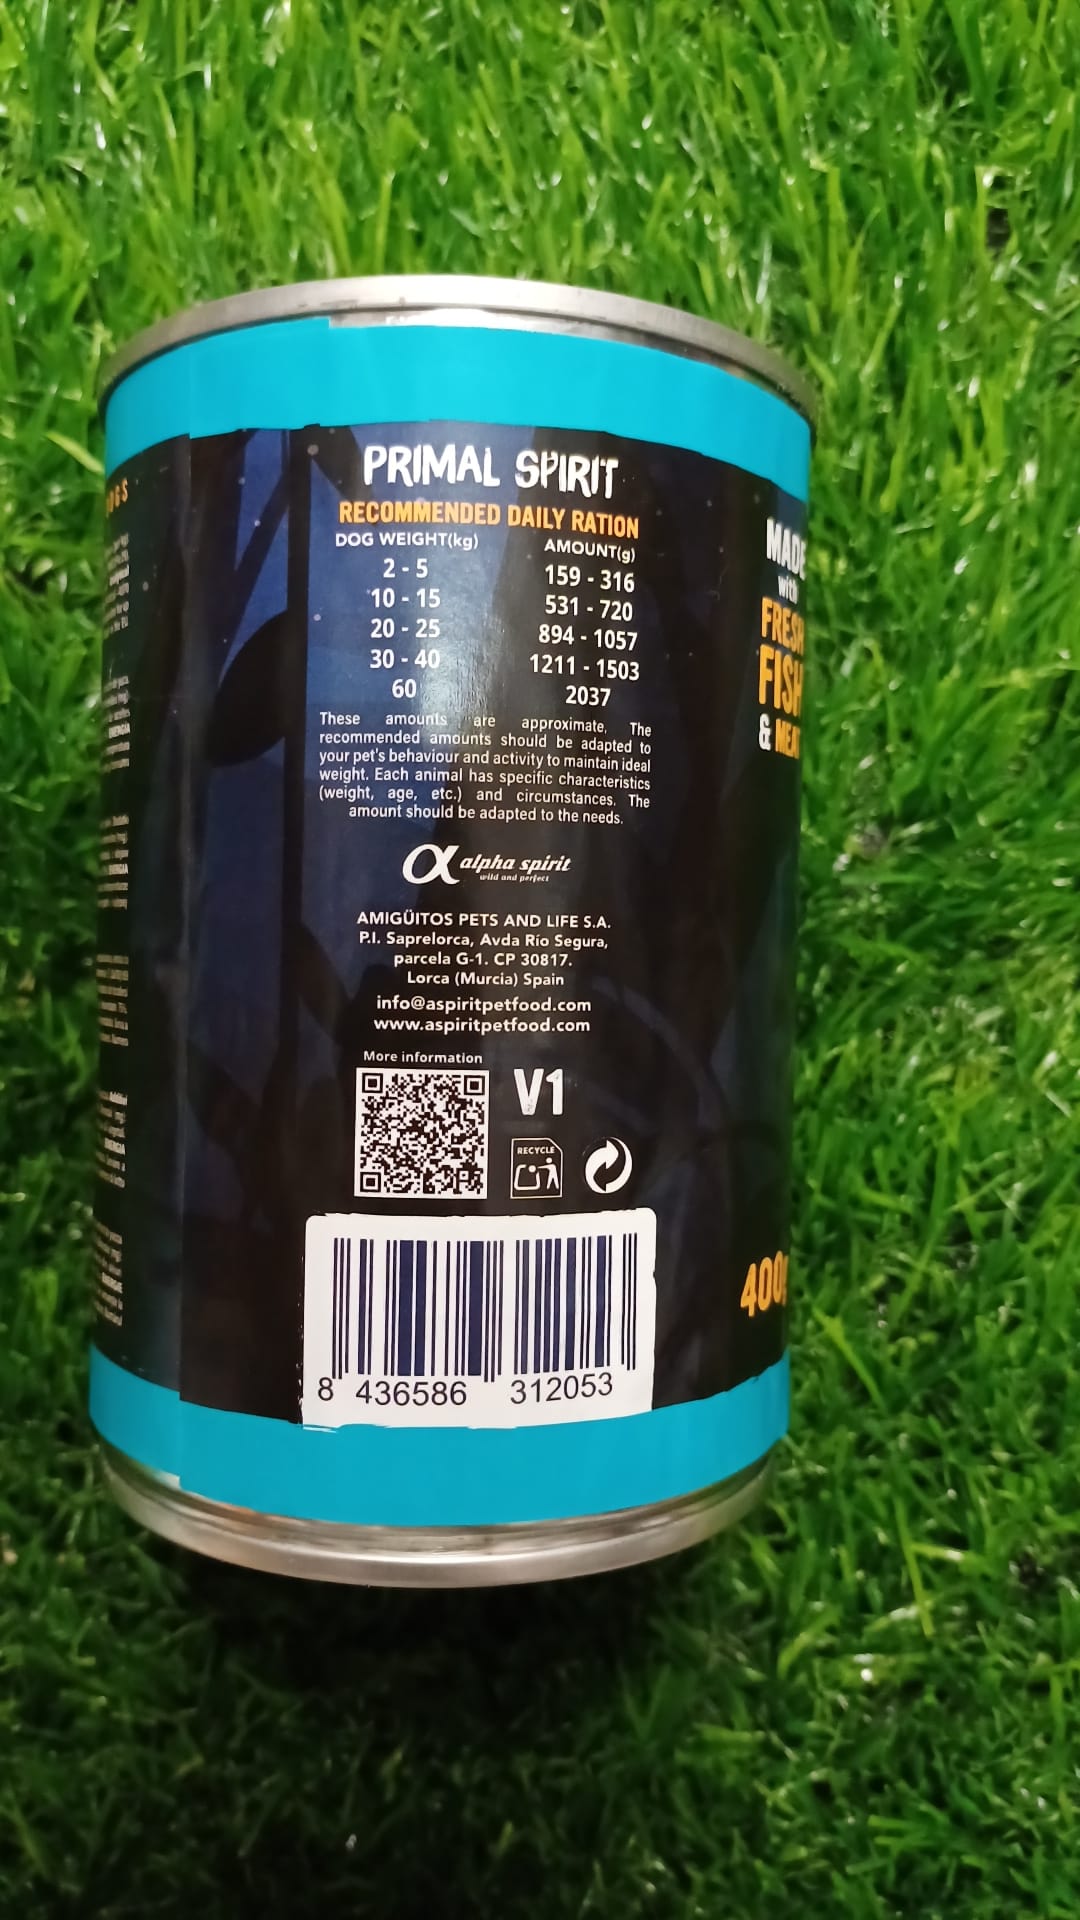 PRIMAL SPIRIT
RECOMMENDED DAILY RATION
DOG WEIGHT(kg) AMOUNT(g)
2 - 5 159 - 316
10 - 15 531 - 720
20 - 25 894 - 1057
30 - 40 1211 - 1503
60 2037
These amounts are approximate. The
recommended amounts should be adapted to
your pet's behaviour and activity to maintain ideal
weight. Each animal has specific characteristics
(weight, age, etc.) and circumstances. The
amount should be adapted to the needs.
α alpha spirit
wild and perfect
AMIGÜITOS PETS AND LIFE S.A.
P.I. Saprelorca, Avda Río Segura,
parcela G-1. CP 30817.
Lorca (Murcia) Spain
info@aspiritpetfood.com
www.aspiritpetfood.com
More information
V1
RECYCLE
8 436586 312053
MADE
with
FRESH
FISH
& MEAT
400g